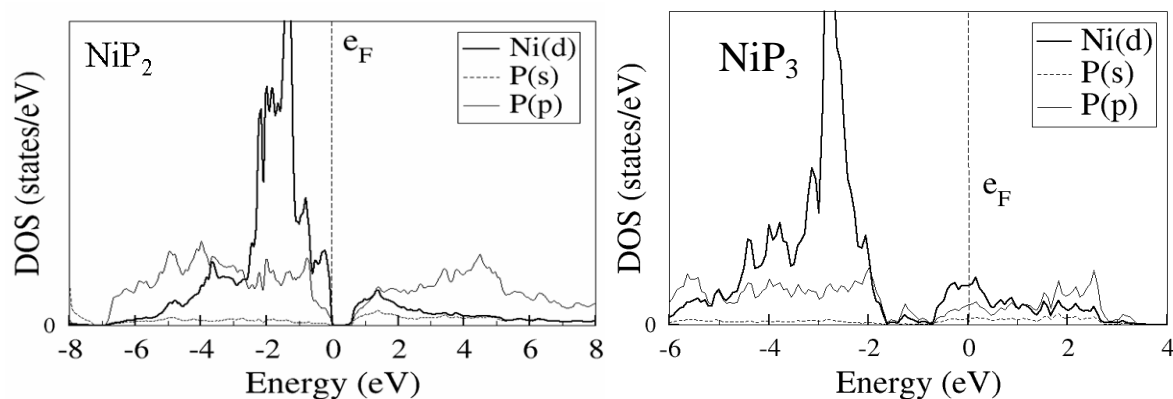 NiP2
eF
Ni(d)
P(s)
P(p)
DOS (states/eV)
0
-8 -6 -4 -2 0 2 4 6 8
Energy (eV)
NiP3
eF
Ni(d)
P(s)
P(p)
DOS (states/eV)
0
-6 -4 -2 0 2 4
Energy (eV)